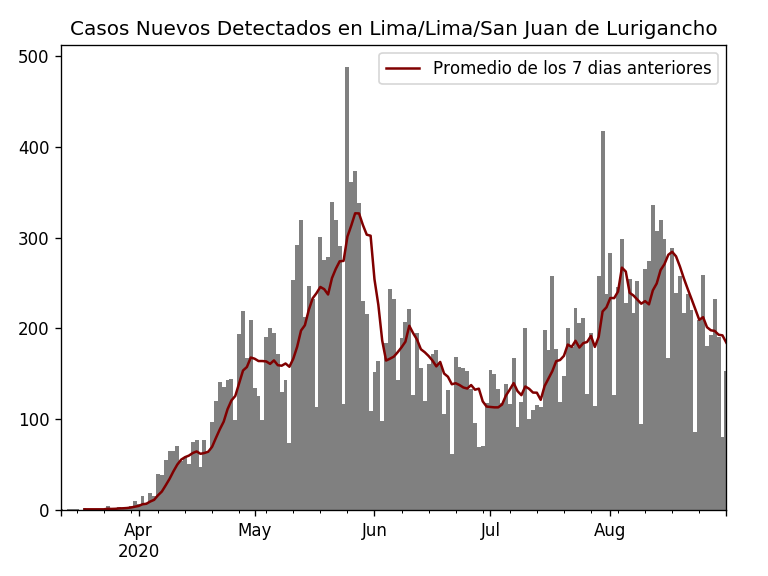 Casos Nuevos Detectados en Lima/Lima/San Juan de Lurigancho
Promedio de los 7 dias anteriores
500
400
300
200
100
0
Apr
2020
May
Jun
Jul
Aug